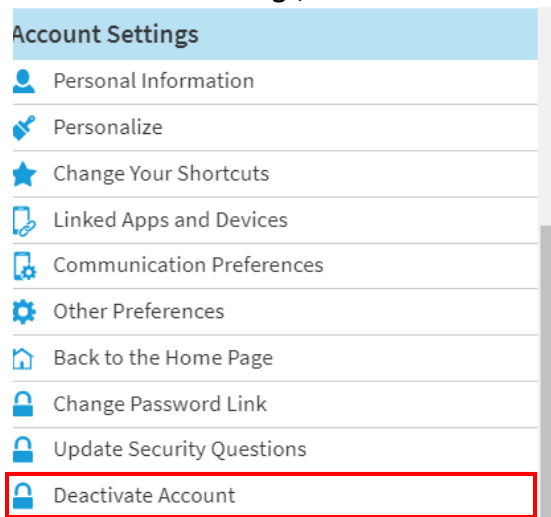 Account Settings
Personal Information
Personalize
Change Your Shortcuts
Linked Apps and Devices
Communication Preferences
Other Preferences
Back to the Home Page
Change Password Link
Update Security Questions
Deactivate Account